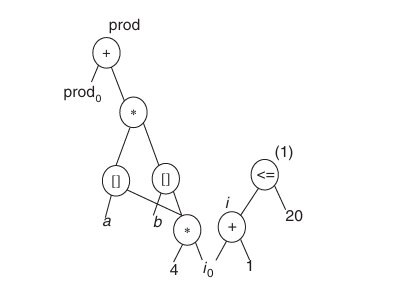 prod
+
prod₀
*
(1)
[] [] <=
i
a b + 20
*
4 i₀ 1